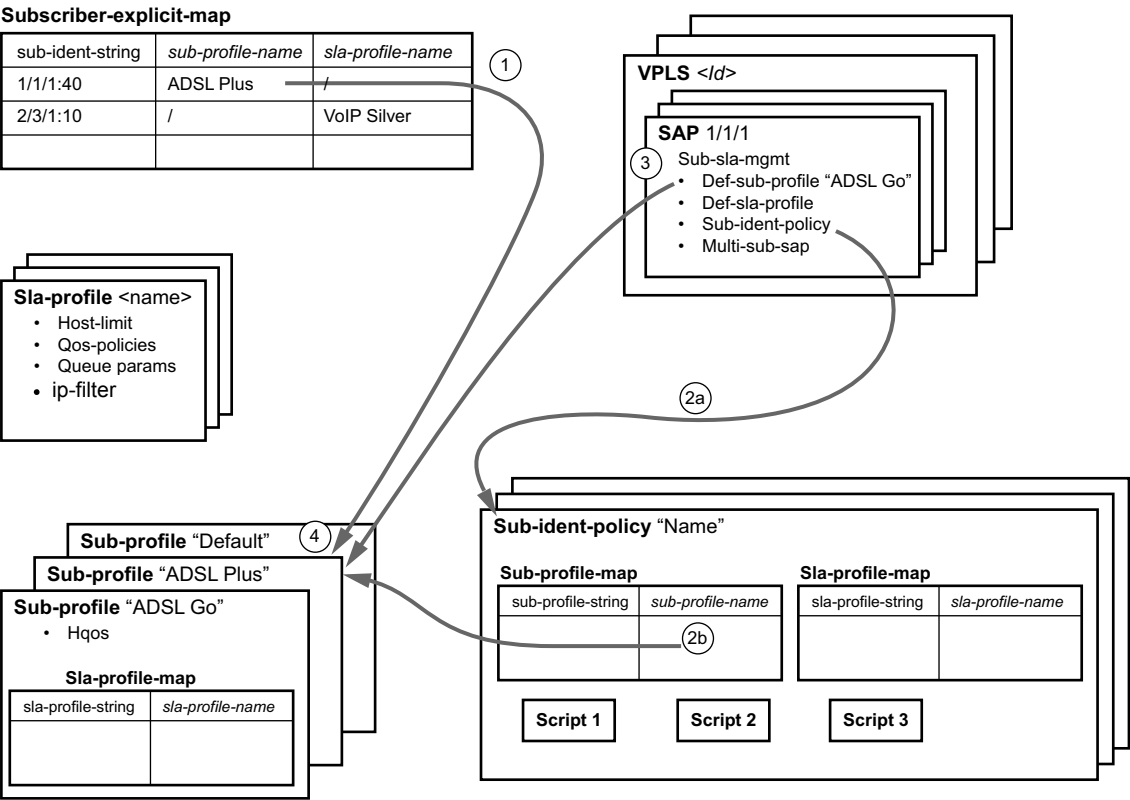 Subscriber-explicit-map
sub-ident-string sub-profile-name sla-profile-name
1/1/1:40 ADSL Plus /
2/3/1:10 / VoIP Silver
1
VPLS <Id>
SAP 1/1/1
3
Sub-sla-mgmt
• Def-sub-profile “ADSL Go”
• Def-sla-profile
• Sub-ident-policy
• Multi-sub-sap
Sla-profile <name>
• Host-limit
• Qos-policies
• Queue params
• ip-filter
2a
4
Sub-profile “Default”
Sub-profile “ADSL Plus”
Sub-profile “ADSL Go”
• Hqos
Sla-profile-map
sla-profile-string sla-profile-name
Sub-ident-policy “Name”
Sub-profile-map
sub-profile-string sub-profile-name
2b
Sla-profile-map
sla-profile-string sla-profile-name
Script 1
Script 2
Script 3